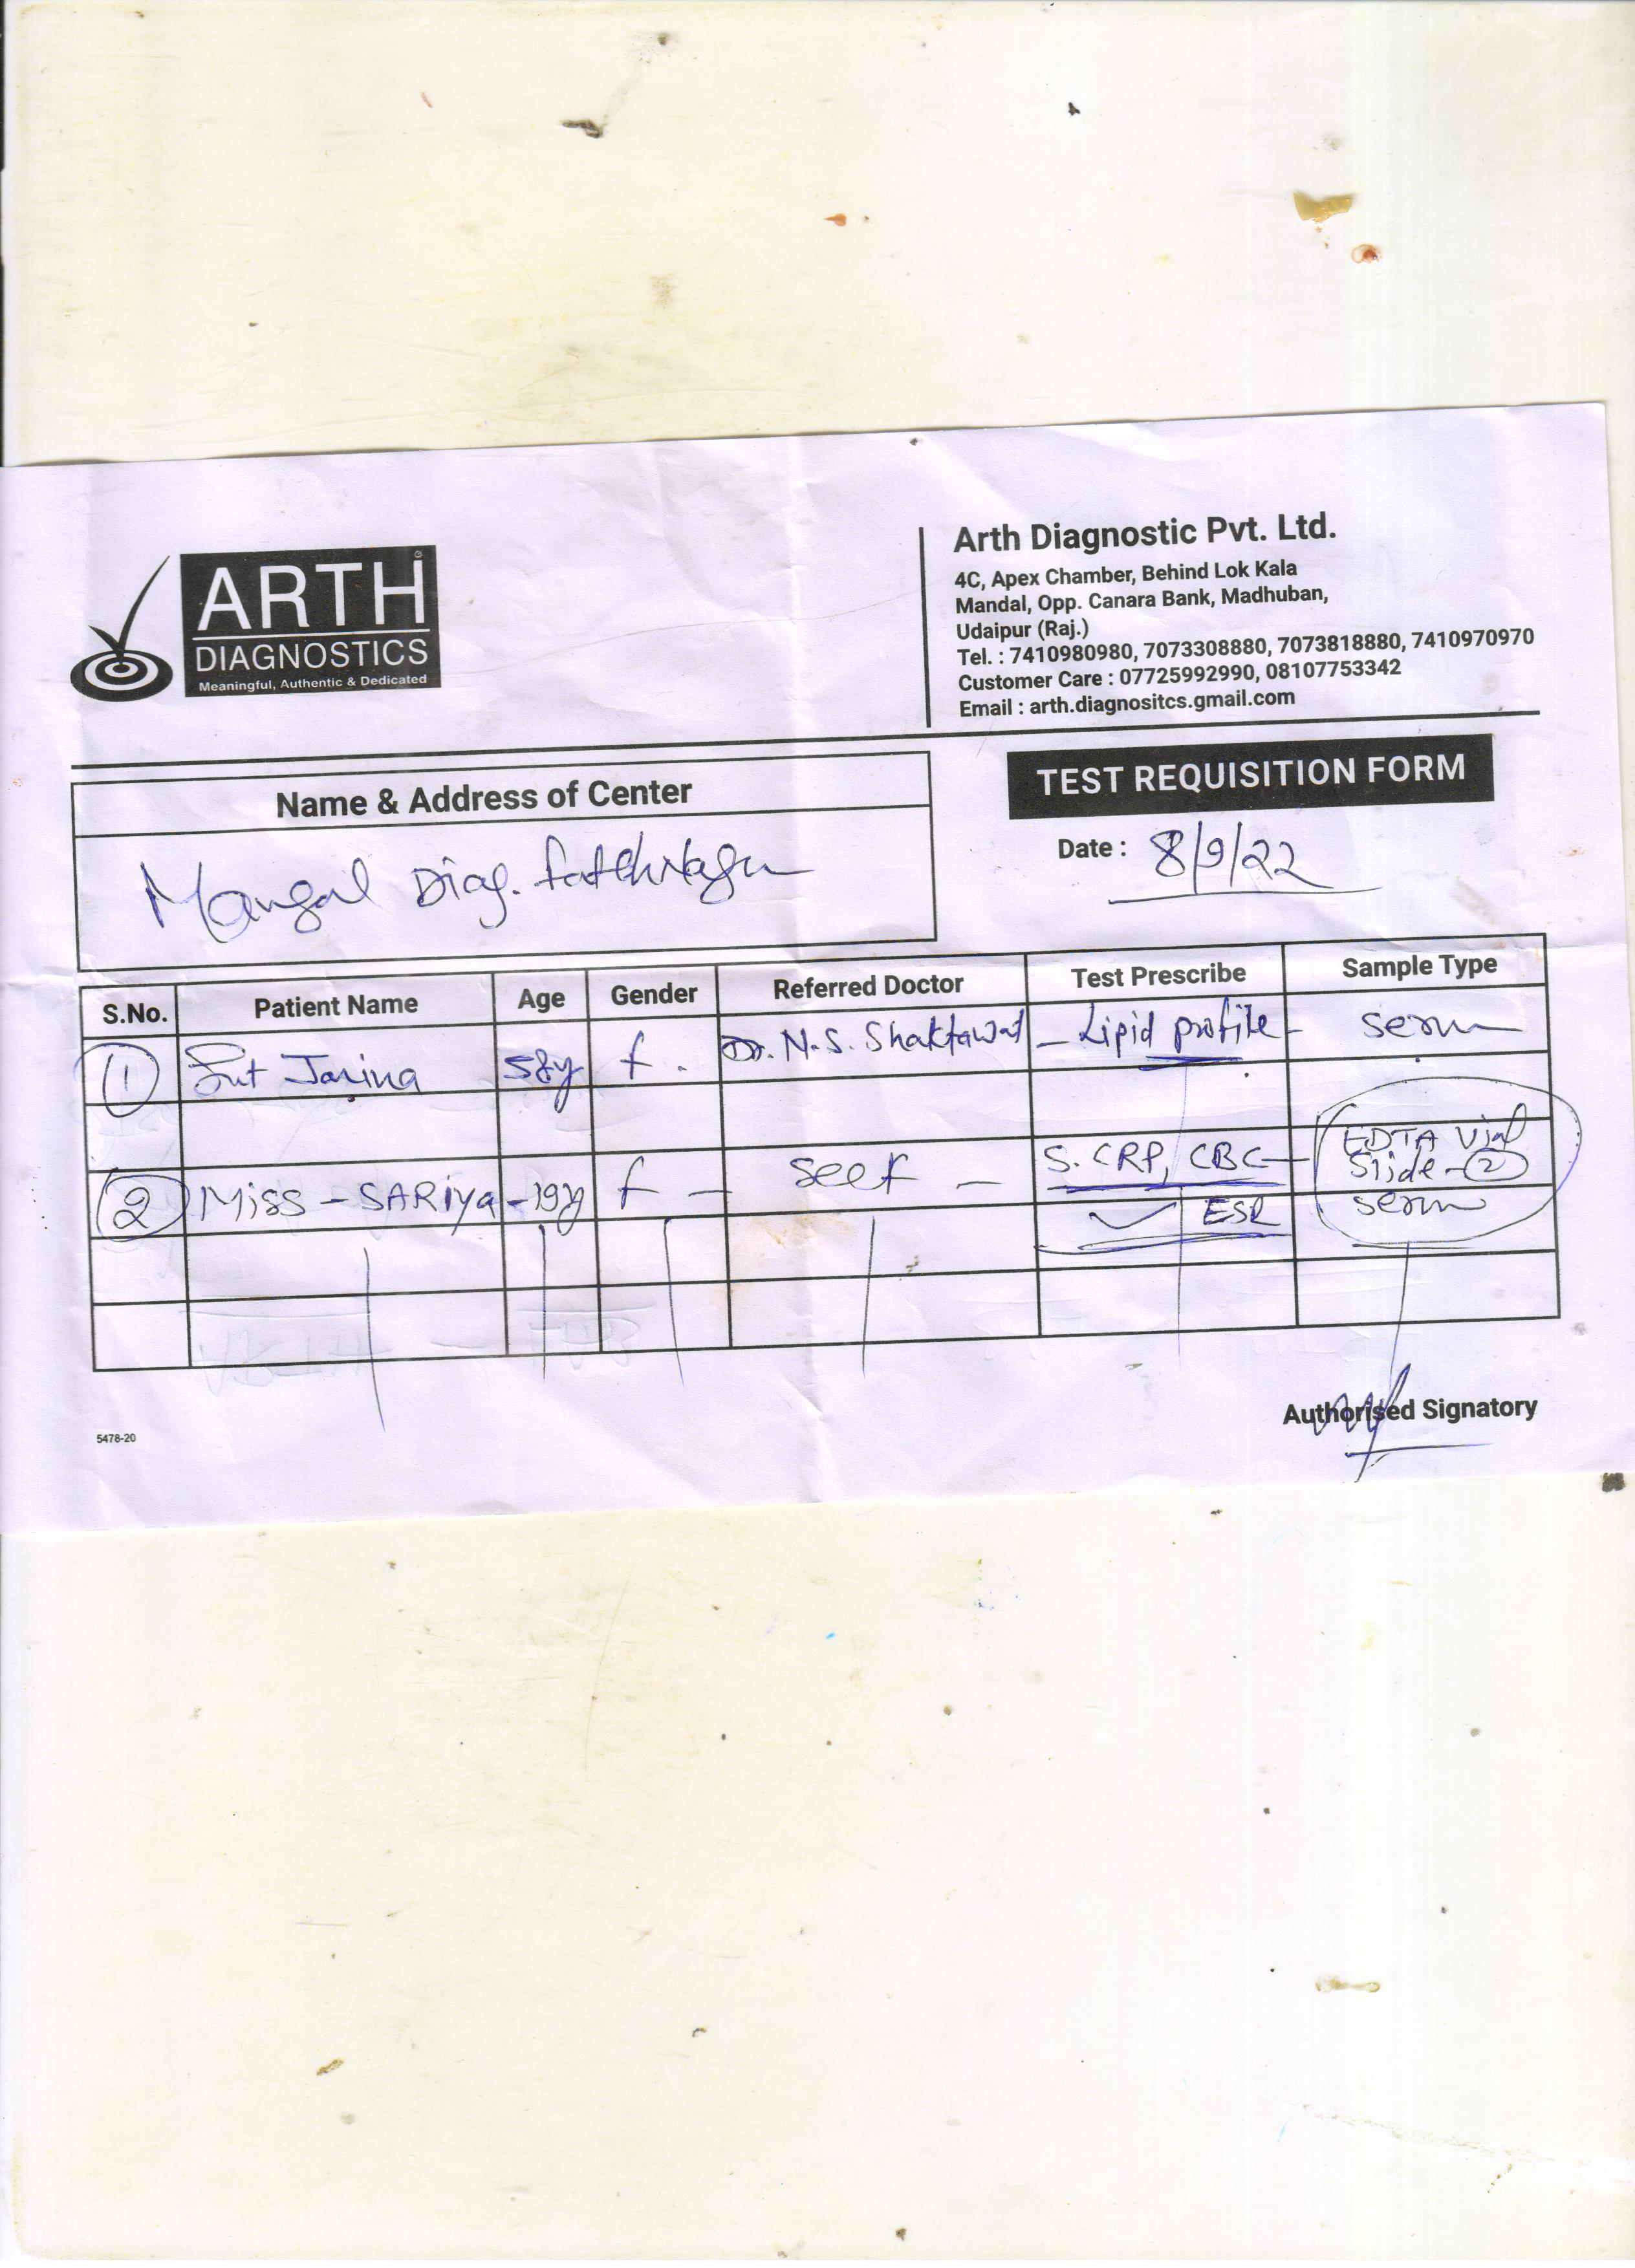 ARTH
DIAGNOSTICS
Meaningful, Authentic & Dedicated
Arth Diagnostic Pvt. Ltd.
4C, Apex Chamber, Behind Lok Kala
Mandal, Opp. Canara Bank, Madhuban,
Udaipur (Raj.)
Tel. : 7410980980, 7073308880, 7073818880, 7410970970
Customer Care : 07725992990, 08107753342
Email : arth.diagnositcs.gmail.com
Name & Address of Center
Mangal Diag.
TEST REQUISITION FORM
Date : 8/9/22
S.No. Patient Name Age Gender Referred Doctor Test Prescribe Sample Type
1 Smt Jarina 58y f. Dr. N.S. Shaktawat - Lipid profile - serum
2 Miss - SARiya - 19y f - self - S. CRP, CBC - EDTA Vial
Slide - 2
ESR serum
Authorised Signatory
5478-20